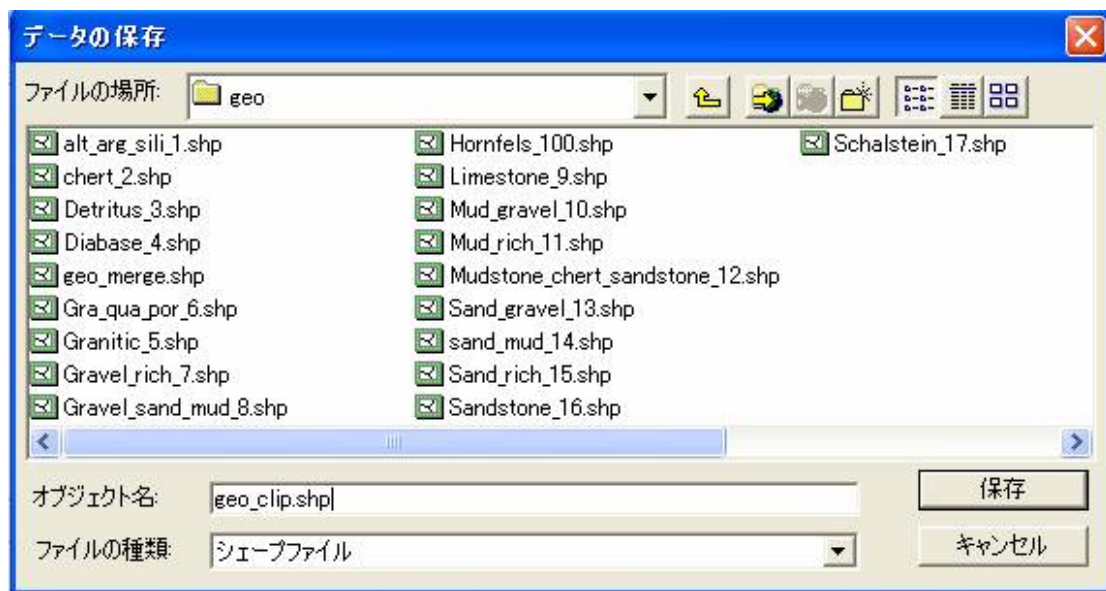 データの保存
ファイルの場所: geo
alt_arg_sili_1.shp
chert_2.shp
Detritus_3.shp
Diabase_4.shp
geo_merge.shp
Gra_qua_por_6.shp
Granitic_5.shp
Gravel_rich_7.shp
Gravel_sand_mud_8.shp
Hornfels_100.shp
Limestone_9.shp
Mud_gravel_10.shp
Mud_rich_11.shp
Mudstone_chert_sandstone_12.shp
Sand_gravel_13.shp
sand_mud_14.shp
Sand_rich_15.shp
Sandstone_16.shp
Schalstein_17.shp
オブジェクト名: geo_clip.shp
保存
ファイルの種類: シェープファイル
キャンセル